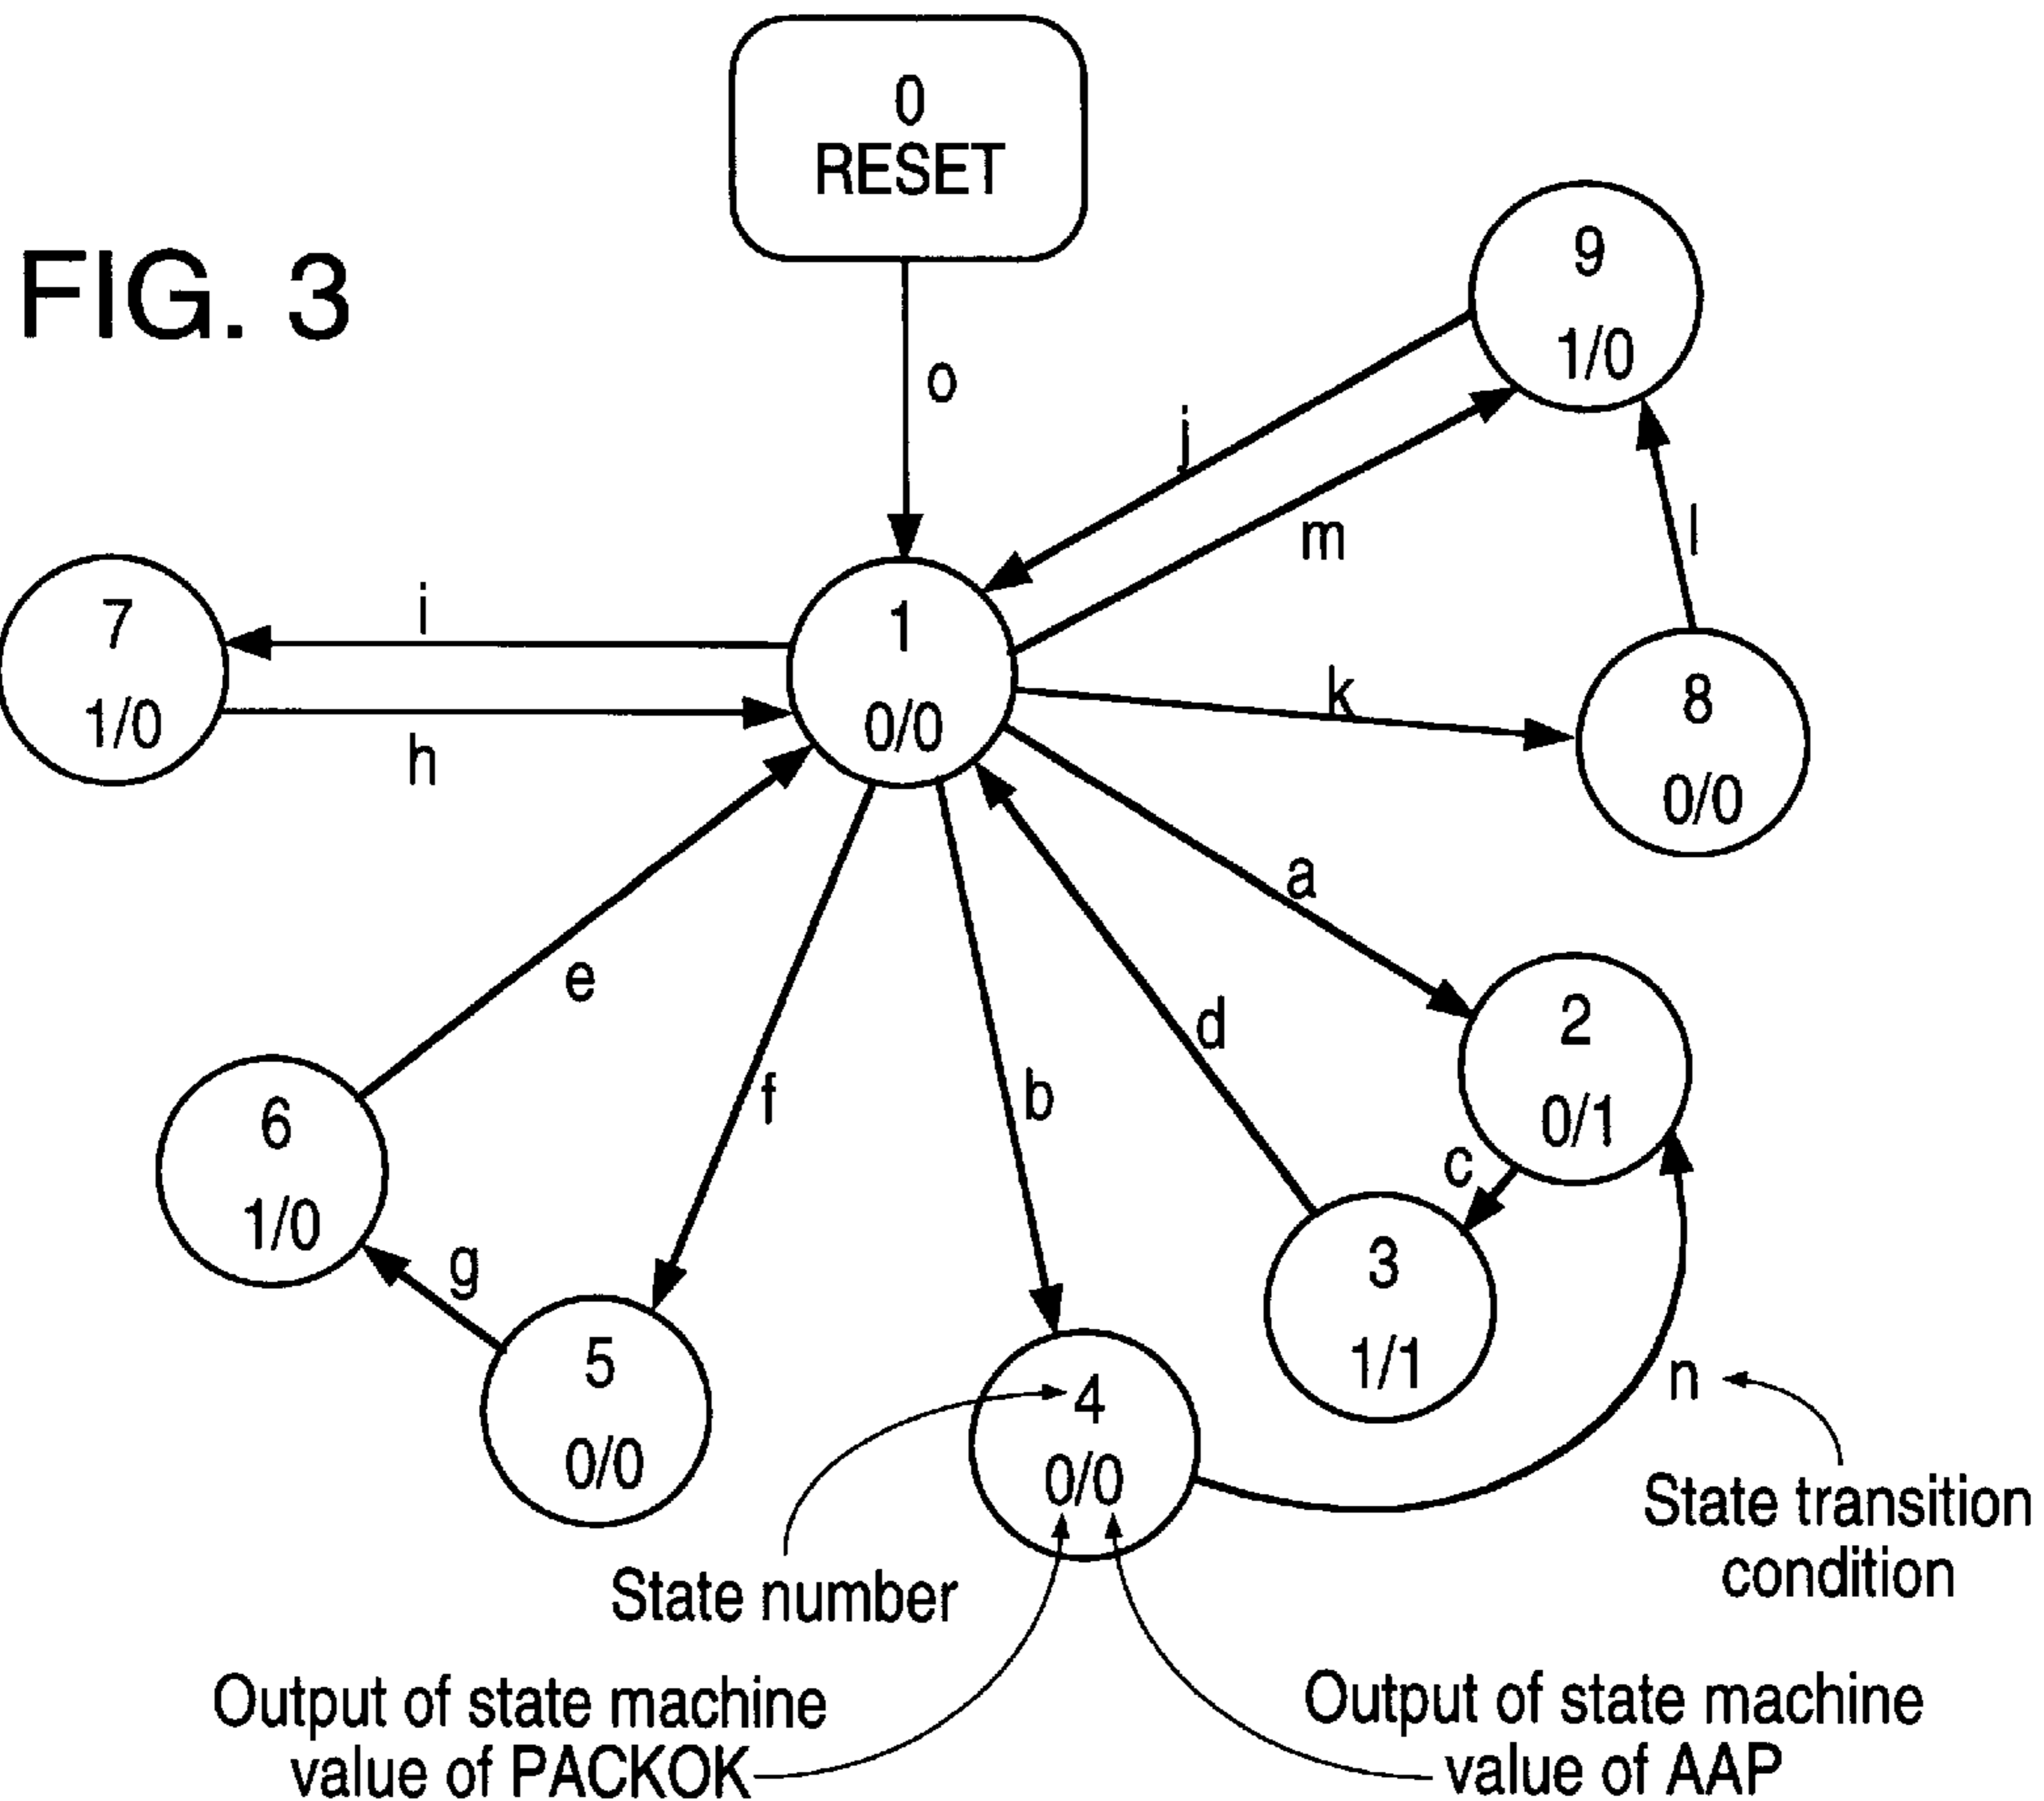 0
RESET
FIG. 3
9
1/0
o
j
m
l
7
1/0
i
h
1
0/0
k
8
0/0
a
e
d
f
b
2
0/1
c
6
1/0
g
3
1/1
5
0/0
4
0/0
n
State transition
condition
State number
Output of state machine
value of PACKOK
Output of state machine
value of AAP